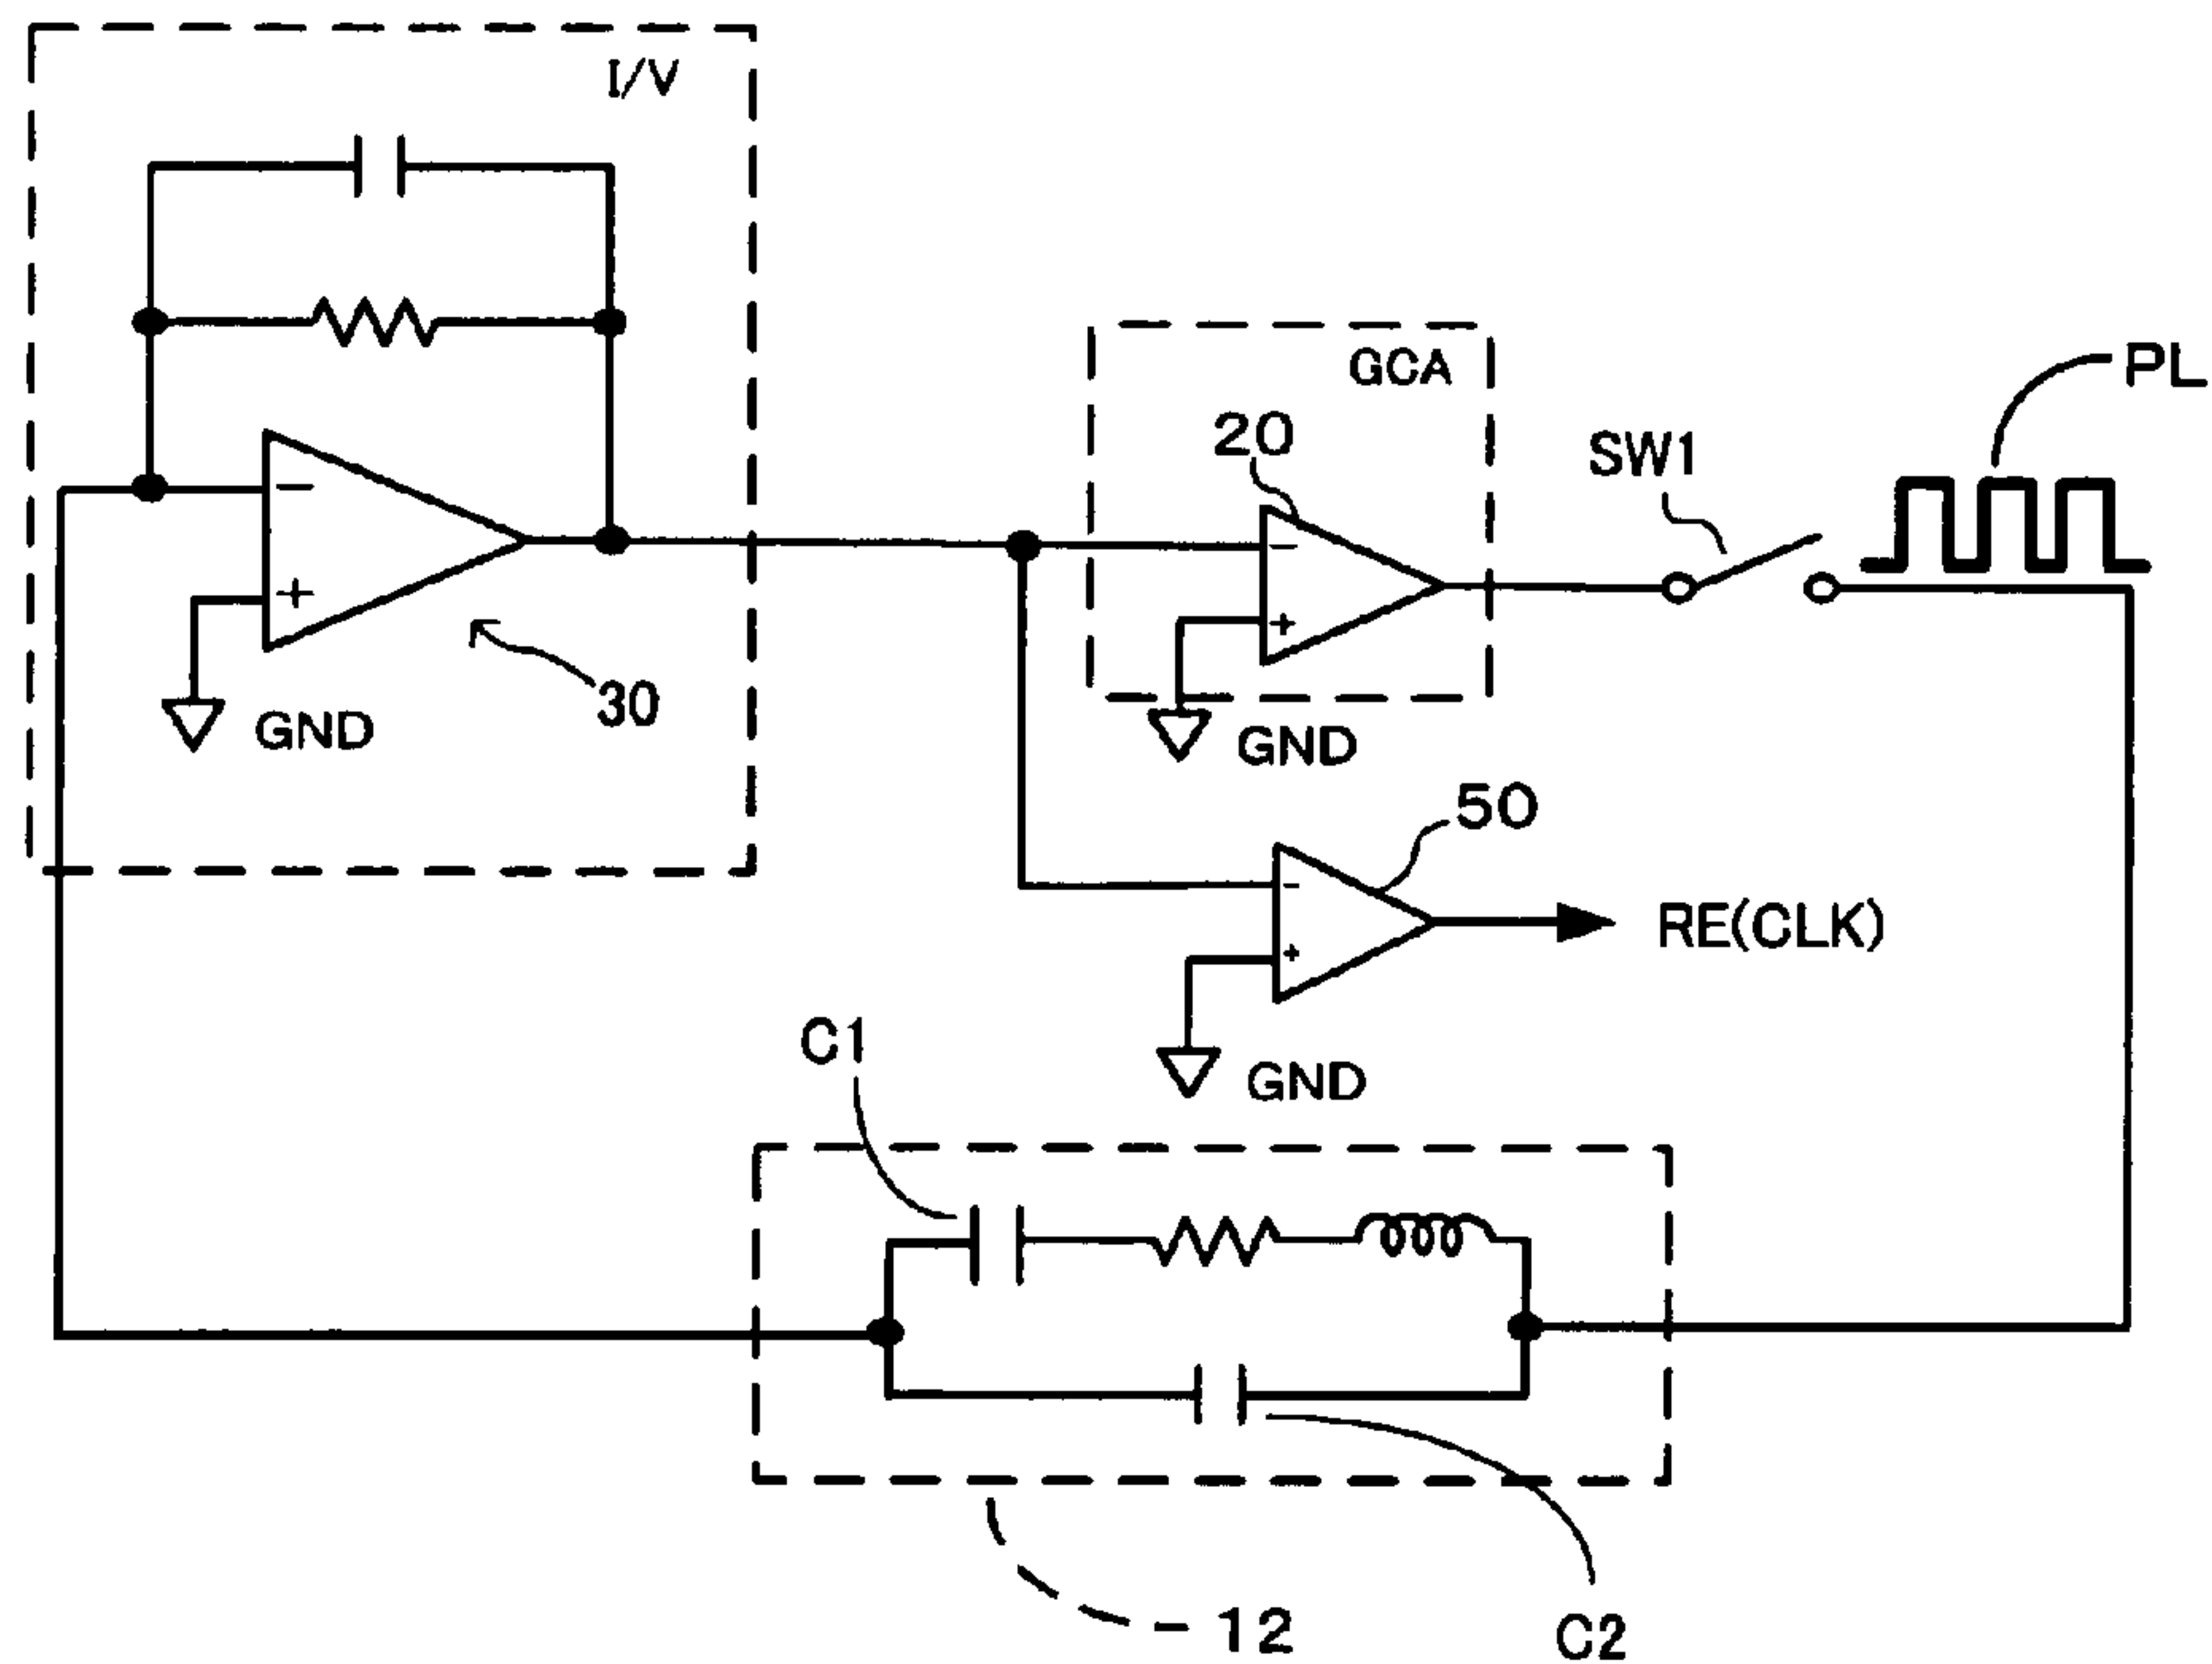 I/V
GCA
PL
20
SW1
30
GND
GND
50
RE(CLK)
C1
GND
12
C2